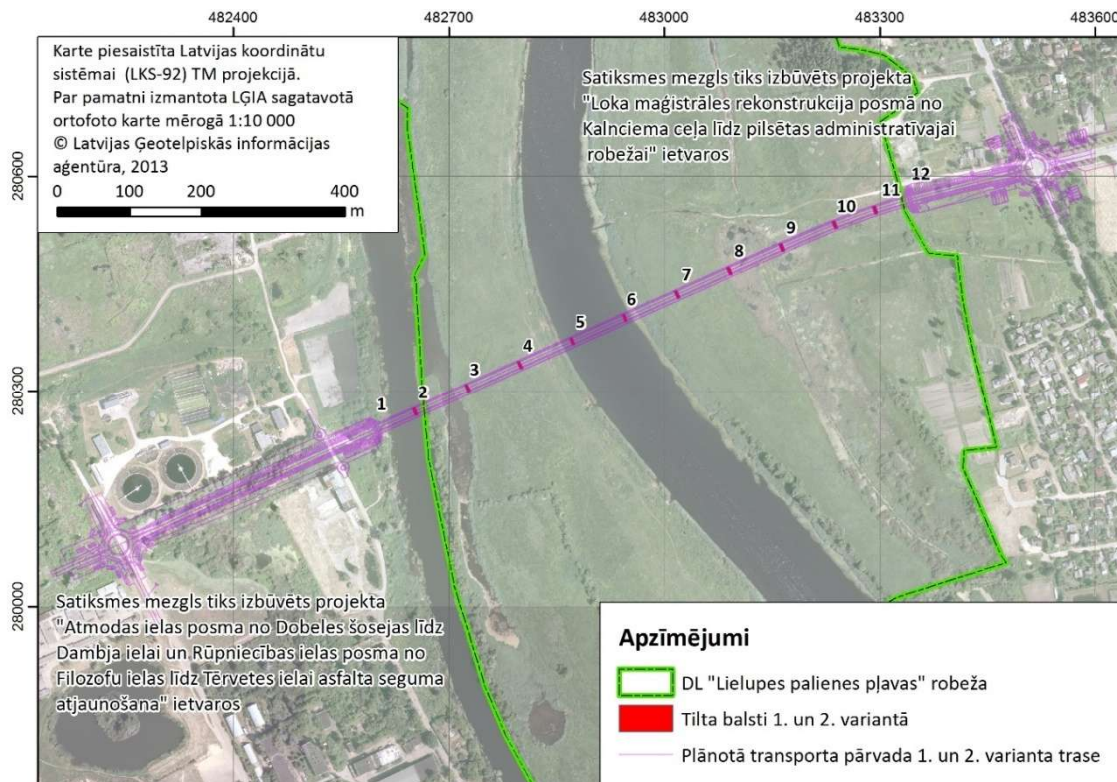 482400 482700 483000 483300 483600
Karte piesaistīta Latvijas koordinātu
sistēmai (LKS-92) TM projekcijā.
Par pamatni izmantota LĢIA sagatavotā
ortofoto karte mērogā 1:10 000
© Latvijas Ģeotelpiskās informācijas
aģentūra, 2013
0 100 200 400
m
Satiksmes mezgls tiks izbūvēts projekta
"Loka maģistrāles rekonstrukcija posmā no
Kalnciema ceļa līdz pilsētas administratīvajai
robežai" ietvaros
280600
280300
280000
12
11
10
9
8
7
6
5
4
3
2
1
Satiksmes mezgls tiks izbūvēts projekta
"Atmodas ielas posma no Dobeles šosejas līdz
Dambja ielai un Rūpniecības ielas posma no
Filozofu ielas līdz Tērvetes ielai asfalta seguma
atjaunošana" ietvaros
Apzīmējumi
DL "Lielupes palienes pļavas" robeža
Tilta balsti 1. un 2. variantā
Plānotā transporta pārvada 1. un 2. varianta trase